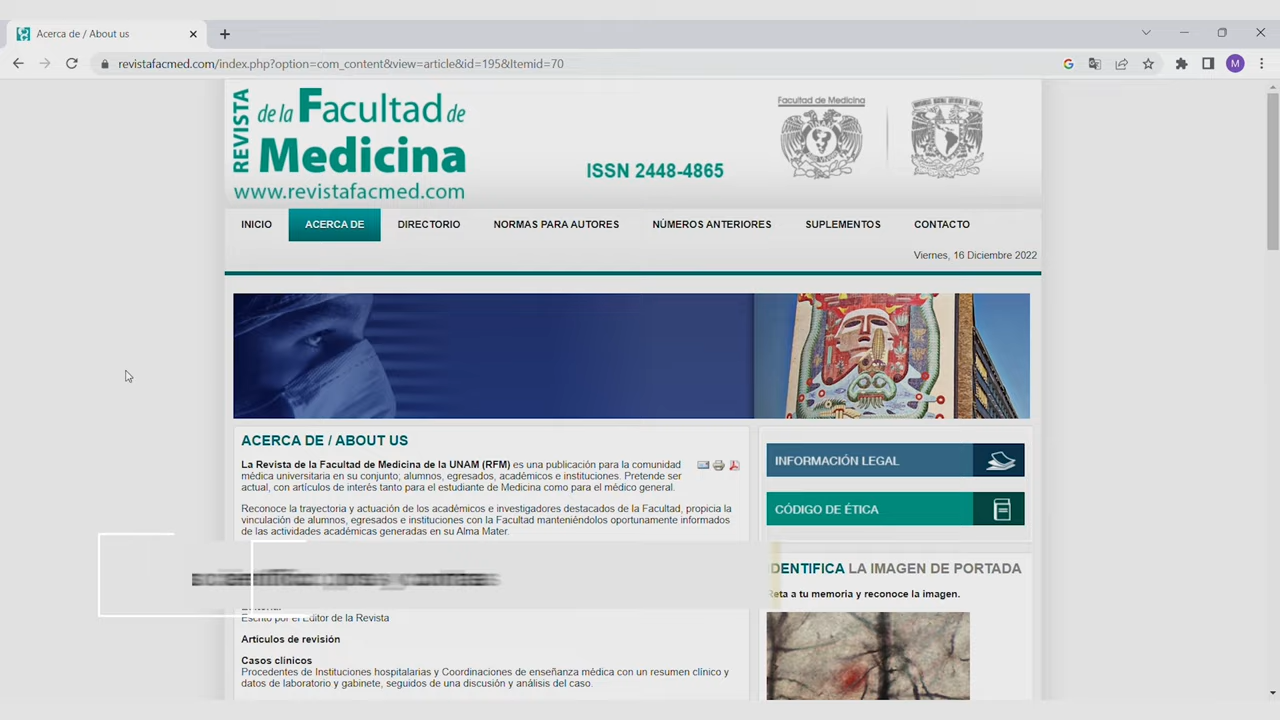 Acerca de / About us
revistafacmed.com/index.php?option=com_content&view=article&id=195&Itemid=70
M
REVISTA
de la Facultad de
Medicina
www.revistafacmed.com
ISSN 2448-4865
Facultad de Medicina
INICIO
ACERCA DE
DIRECTORIO
NORMAS PARA AUTORES
NÚMEROS ANTERIORES
SUPLEMENTOS
CONTACTO
Viernes, 16 Diciembre 2022
ACERCA DE / ABOUT US
La Revista de la Facultad de Medicina de la UNAM (RFM) es una publicación para la comunidad
médica universitaria en su conjunto; alumnos, egresados, académicos e instituciones. Pretende ser
actual, con artículos de interés tanto para el estudiante de Medicina como para el médico general.
Reconoce la trayectoria y actuación de los académicos e investigadores destacados de la Facultad, propicia la
vinculación de alumnos, egresados e instituciones con la Facultad manteniéndolos oportunamente informados
de las actividades académicas generadas en su Alma Mater.
Escrito por el Editor de la Revista
Artículos de revisión
Casos clínicos
Procedentes de Instituciones hospitalarias y Coordinaciones de enseñanza médica con un resumen clínico y
datos de laboratorio y gabinete, seguidos de una discusión y análisis del caso.
INFORMACIÓN LEGAL
CÓDIGO DE ÉTICA
IDENTIFICA LA IMAGEN DE PORTADA
Reta a tu memoria y reconoce la imagen.